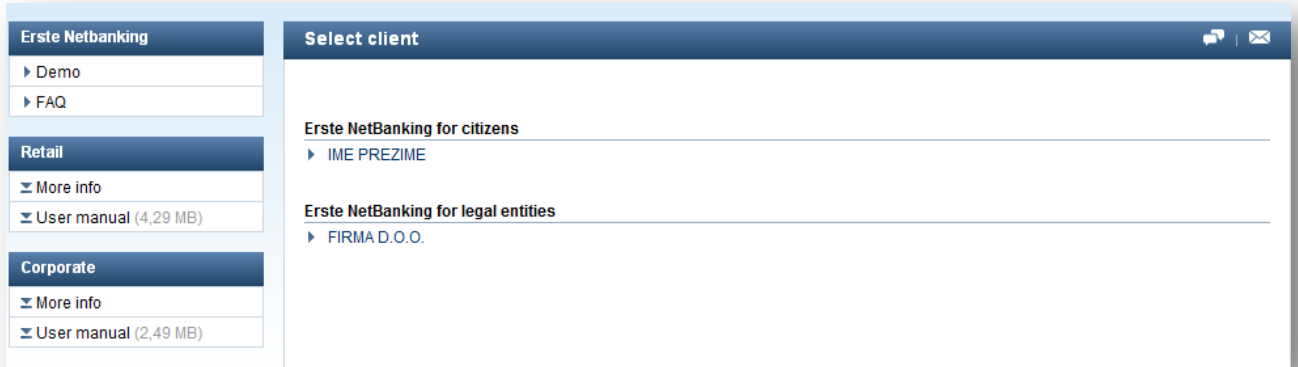 Erste Netbanking
Demo
FAQ
Retail
More info
User manual (4,29 MB)
Corporate
More info
User manual (2,49 MB)
Select client
Erste NetBanking for citizens
IME PREZIME
Erste NetBanking for legal entities
FIRMA D.O.O.